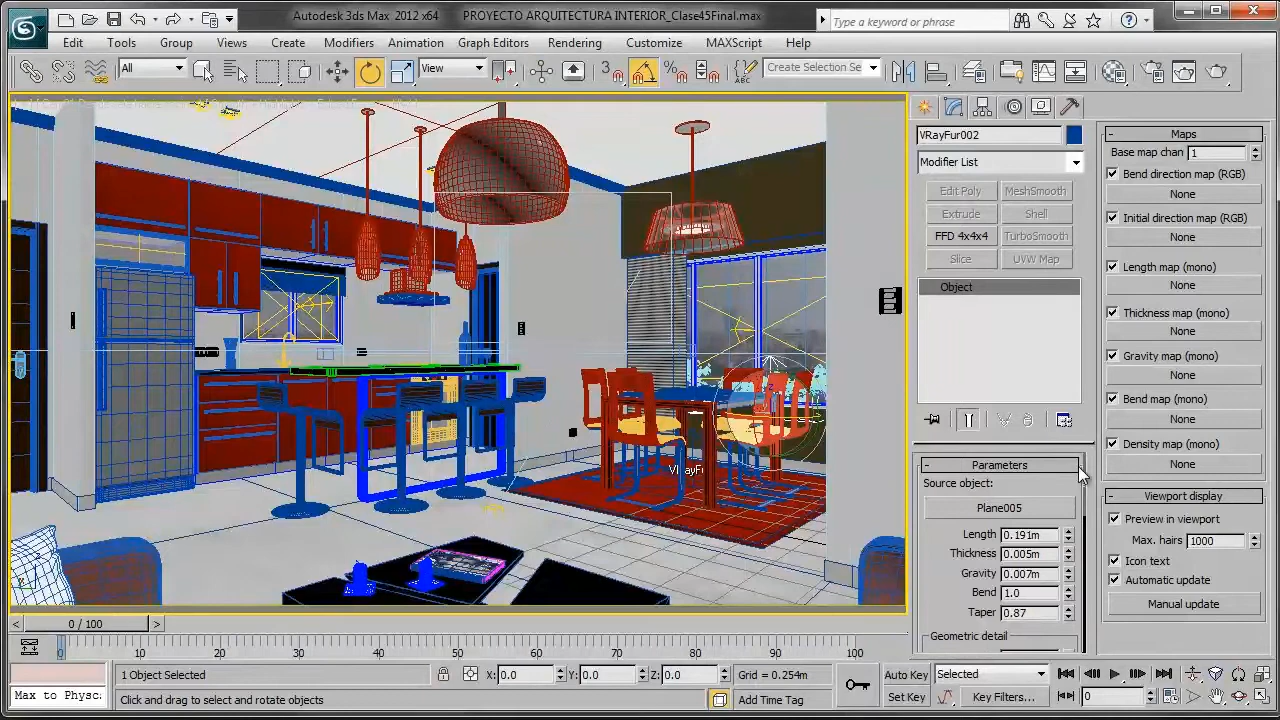 Autodesk 3ds Max 2012 x64 PROYECTO ARQUITECTURA INTERIOR_Clase45Final.max
Type a keyword or phrase
Edit Tools Group Views Create Modifiers Animation Graph Editors Rendering Customize MAXScript Help
All View 3 Create Selection Se
VRayFur002
Modifier List
Edit Poly MeshSmooth
Extrude Shell
FFD 4x4x4 TurboSmooth
Slice UVW Map
Object
- Parameters
Source object:
Plane005
Length 0.191m
Thickness 0.005m
Gravity 0.007m
Bend 1.0
Taper 0.87
Geometric detail
- Maps
Base map chan 1
Bend direction map (RGB)
None
Initial direction map (RGB)
None
Length map (mono)
None
Thickness map (mono)
None
Gravity map (mono)
None
Bend map (mono)
None
Density map (mono)
None
- Viewport display
Preview in viewport
Max. hairs 1000
Icon text
Automatic update
Manual update
< 0 / 100 >
0 10 20 30 40 50 60 70 80 90 100
1 Object Selected X: 0.0 Y: 0.0 Z: 0.0 Grid = 0.254m Auto Key Selected
Max to Physc. Click and drag to select and rotate objects Add Time Tag Set Key Key Filters... 0